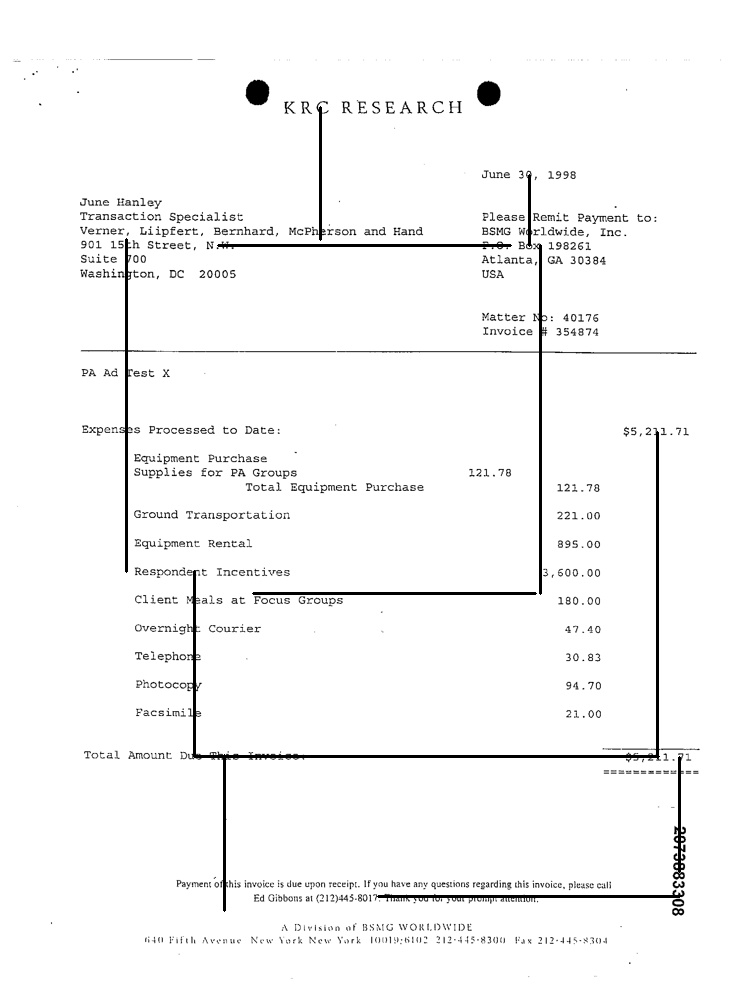 KRC RESEARCH
June 30, 1998
June Hanley
Transaction Specialist
Verner, Liipfert, Bernhard, McPherson and Hand
901 15th Street, N.W.
Suite 700
Washington, DC 20005
Please Remit Payment to:
BSMG Worldwide, Inc.
P.O. Box 198261
Atlanta, GA 30384
USA
Matter No: 40176
Invoice # 354874
PA Ad Test X
Expenses Processed to Date: $5,211.71
Equipment Purchase
Supplies for PA Groups 121.78
Total Equipment Purchase 121.78
Ground Transportation 221.00
Equipment Rental 895.00
Respondent Incentives 3,600.00
Client Meals at Focus Groups 180.00
Overnight Courier 47.40
Telephone 30.83
Photocopy 94.70
Facsimile 21.00
Total Amount Due This Invoice: $5,211.71
============
Payment of this invoice is due upon receipt. If you have any questions regarding this invoice, please call
Ed Gibbons at (212)445-8017. Thank you for your prompt attention.
2073083308
A Division of BSMG WORLDWIDE
640 Fifth Avenue New York New York 10019-6102 212-445-8300 Fax 212-445-8304